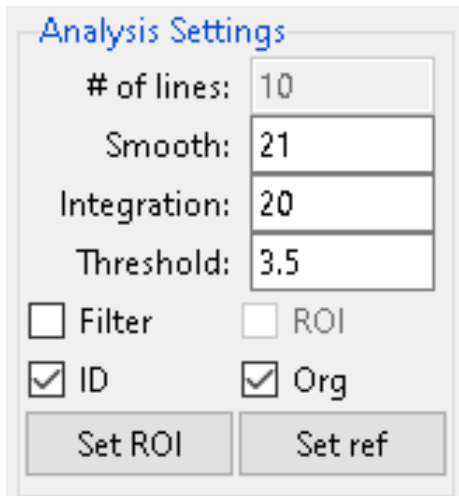 Analysis Settings
# of lines: 10
Smooth: 21
Integration: 20
Threshold: 3.5
Filter ROI
ID Org
Set ROI Set ref